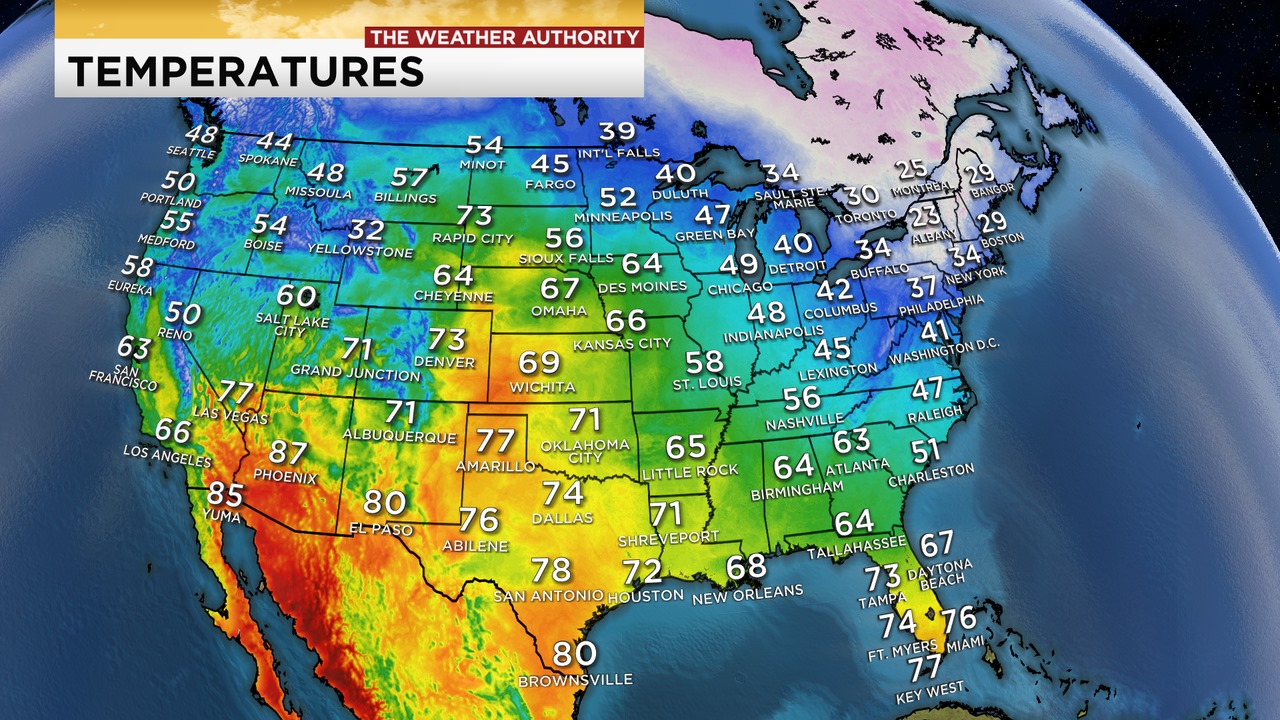 THE WEATHER AUTHORITY
TEMPERATURES
48
SEATTLE
44
SPOKANE
48
MISSOULA
57
BILLINGS
54
MINOT
45
FARGO
39
INT'L FALLS
40
DULUTH
34
SAULT STE.
MARIE
30
TORONTO
25
MONTREAL
29
BANGOR
50
PORTLAND
55
MEDFORD
54
BOISE
32
YELLOWSTONE
73
RAPID CITY
56
SIOUX FALLS
52
MINNEAPOLIS
47
GREEN BAY
40
DETROIT
34
BUFFALO
23
ALBANY
29
BOSTON
34
NEW YORK
58
EUREKA
50
RENO
60
SALT LAKE
CITY
64
CHEYENNE
67
OMAHA
64
DES MOINES
49
CHICAGO
48
INDIANAPOLIS
42
COLUMBUS
37
PHILADELPHIA
41
WASHINGTON D.C.
63
SAN
FRANCISCO
77
LAS VEGAS
71
GRAND JUNCTION
73
DENVER
69
WICHITA
66
KANSAS CITY
58
ST. LOUIS
45
LEXINGTON
56
NASHVILLE
47
RALEIGH
66
LOS ANGELES
87
PHOENIX
71
ALBUQUERQUE
77
AMARILLO
71
OKLAHOMA
CITY
65
LITTLE ROCK
64
BIRMINGHAM
63
ATLANTA
51
CHARLESTON
85
YUMA
80
EL PASO
76
ABILENE
74
DALLAS
71
SHREVEPORT
64
TALLAHASSEE
67
DAYTONA
BEACH
78
SAN ANTONIO
72
HOUSTON
68
NEW ORLEANS
73
TAMPA
74
FT. MYERS
76
MIAMI
80
BROWNSVILLE
77
KEY WEST